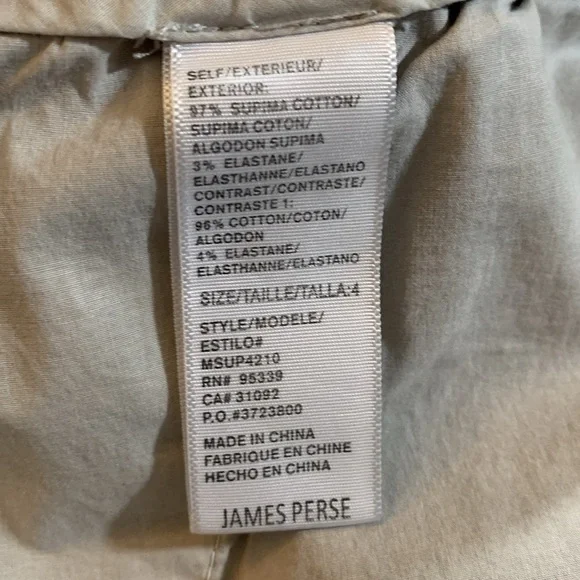 SELF/EXTERIEUR/
EXTERIOR:
97% SUPIMA COTTON/
SUPIMA COTON/
ALGODON SUPIMA
3% ELASTANE/
ELASTHANNE/ELASTANO
CONTRAST/CONTRASTE/
CONTRASTE 1:
96% COTTON/COTON/
ALGODON
4% ELASTANE/
ELASTHANNE/ELASTANO
SIZE/TAILLE/TALLA:4
STYLE/MODELE/
ESTILO#
MSUP4210
RN# 95339
CA# 31092
P.O.#3723800
MADE IN CHINA
FABRIQUE EN CHINE
HECHO EN CHINA
JAMES PERSE